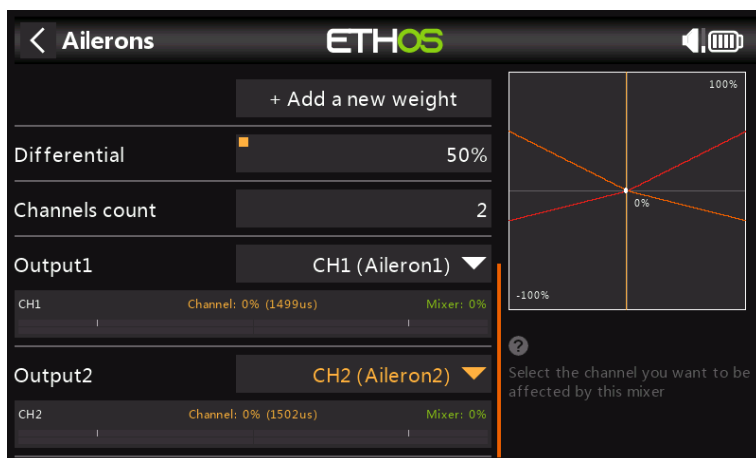 Ailerons
ETHOS
+ Add a new weight
Differential
50%
Channels count
2
Output1
CH1 (Aileron1)
CH1
Channel: 0% (1499us)
Mixer: 0%
Output2
CH2 (Aileron2)
CH2
Channel: 0% (1502us)
Mixer: 0%
100%
0%
-100%
?
Select the channel you want to be
affected by this mixer